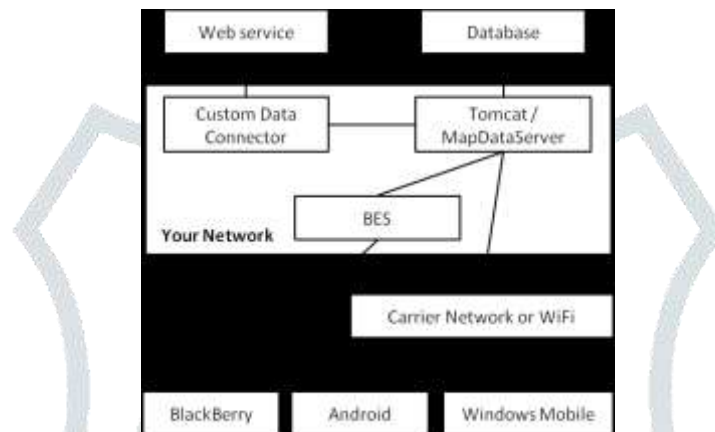 Web service
Database
Custom Data
Connector
Tomcat /
MapDataServer
BES
Your Network
Carrier Network or WiFi
BlackBerry
Android
Windows Mobile